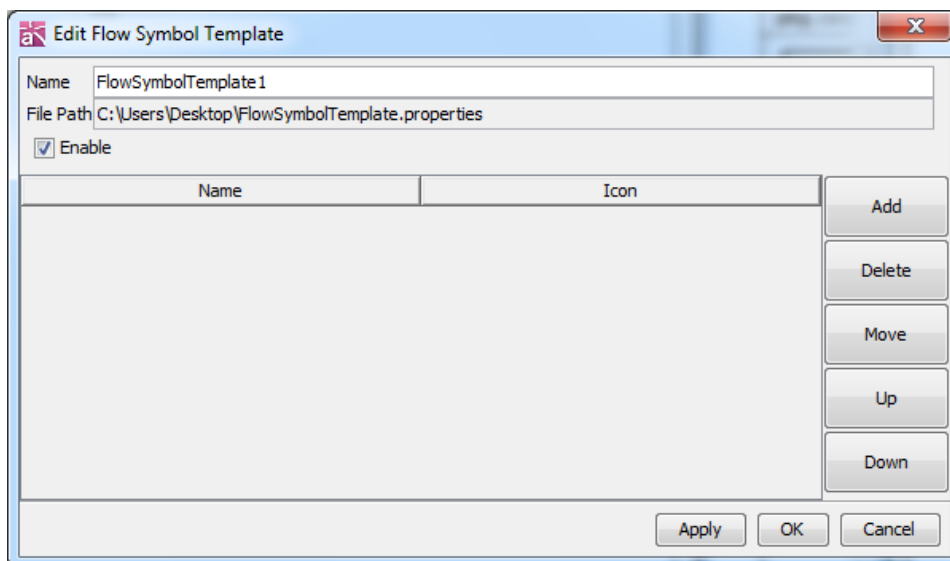 Edit Flow Symbol Template
Name FlowSymbolTemplate1
File Path C:\Users\Desktop\FlowSymbolTemplate.properties
Enable
Name Icon
Add
Delete
Move
Up
Down
Apply OK Cancel